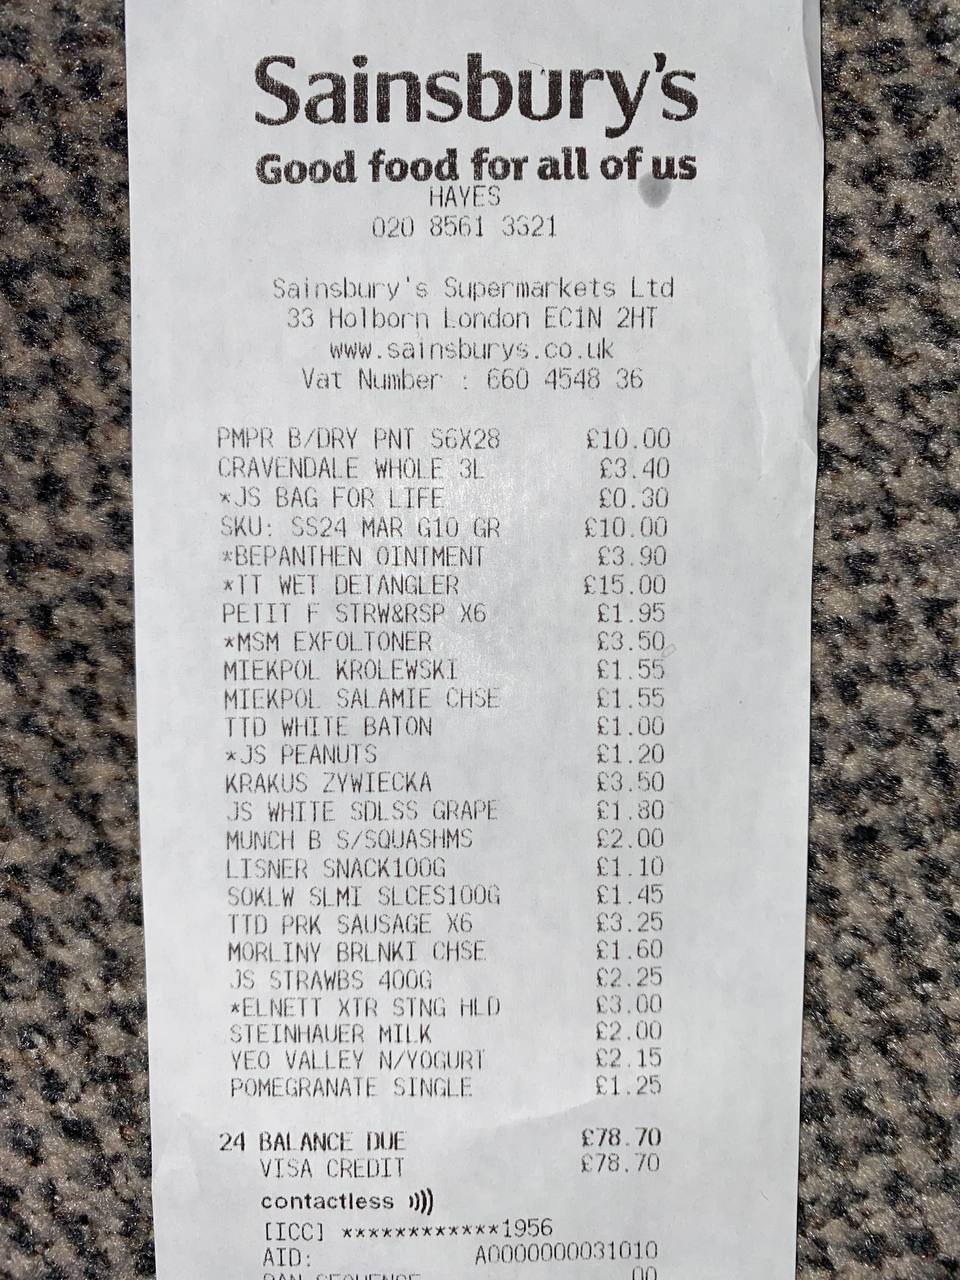 Sainsbury's
Good food for all of us
HAYES
020 8561 3321
Sainsbury's Supermarkets Ltd
33 Holborn London EC1N 2HT
www.sainsburys.co.uk
Vat Number : 660 4548 36
PMPR B/DRY PNT S6X28 £10.00
CRAVENDALE WHOLE 3L £3.40
*JS BAG FOR LIFE £0.30
SKU: SS24 MAR G10 GR £10.00
*BEPANTHEN OINTMENT £3.90
*TT WET DETANGLER £15.00
PETIT F STRW&RSP X6 £1.95
*MSM EXFOLTONER £3.50
MIEKPOL KROLEWSKI £1.55
MIEKPOL SALAMIE CHSE £1.55
TTD WHITE BATON £1.00
*JS PEANUTS £1.20
KRAKUS ZYWIECKA £3.50
JS WHITE SDLSS GRAPE £1.80
MUNCH B S/SQUASHMS £2.00
LISNER SNACK100G £1.10
SOKLW SLMI SLCES100G £1.45
TTD PRK SAUSAGE X6 £3.25
MORLINY BRLNKI CHSE £1.60
JS STRAWBS 400G £2.25
*ELNETT XTR STNG HLD £3.00
STEINHAUER MILK £2.00
YEO VALLEY N/YOGURT £2.15
POMEGRANATE SINGLE £1.25
24 BALANCE DUE £78.70
VISA CREDIT £78.70
contactless
[ICC] ************1956
AID: A0000000031010
PAN SEQUENCE 00